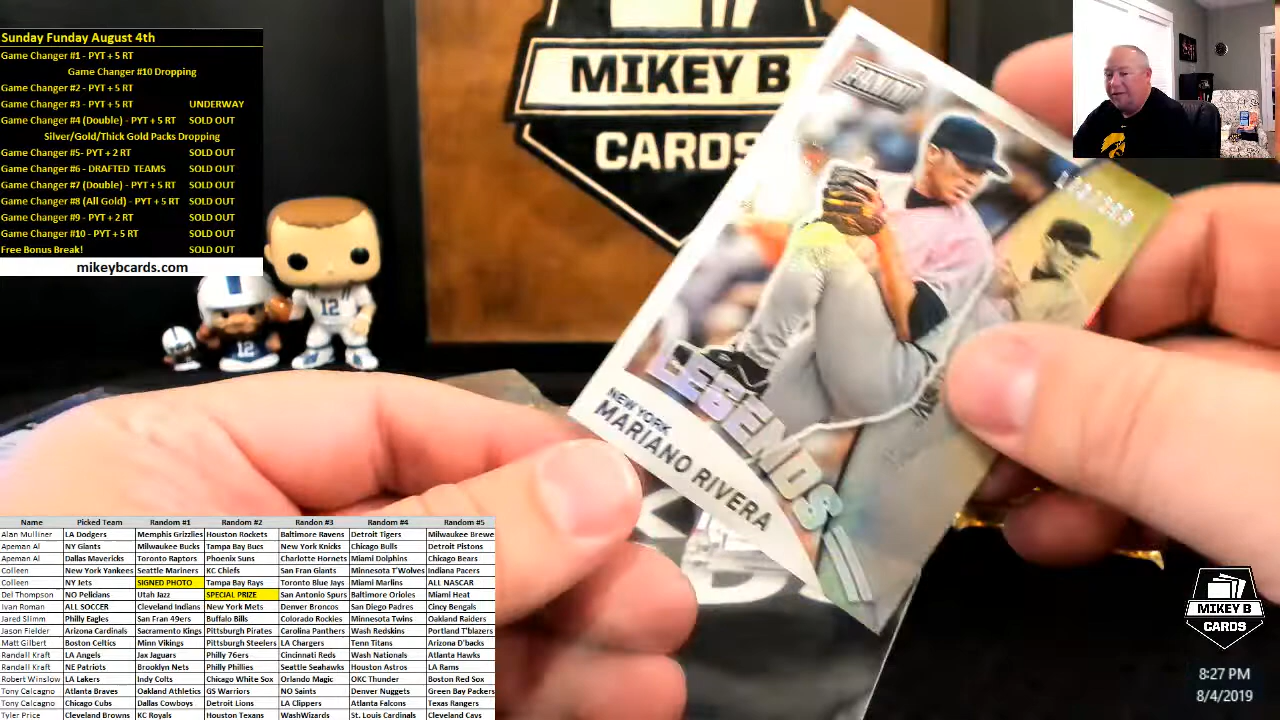 Sunday Funday August 4th
Game Changer #1 - PYT + 5 RT
Game Changer #10 Dropping
Game Changer #2 - PYT + 5 RT
Game Changer #3 - PYT + 5 RT UNDERWAY
Game Changer #4 (Double) - PYT + 5 RT SOLD OUT
Silver/Gold/Thick Gold Packs Dropping
Game Changer #5- PYT + 2 RT SOLD OUT
Game Changer #6 - DRAFTED TEAMS SOLD OUT
Game Changer #7 (Double) - PYT + 5 RT SOLD OUT
Game Changer #8 (All Gold) - PYT + 5 RT SOLD OUT
Game Changer #9 - PYT + 2 RT SOLD OUT
Game Changer #10 - PYT + 5 RT SOLD OUT
Free Bonus Break! SOLD OUT
mikeybcards.com
MIKEY B
CARDS
PANINI
LEGENDS
NEW YORK
MARIANO RIVERA
12
12
Name Picked Team Random #1 Random #2 Randon #3 Random #4 Random #5
Alan Mulliner LA Dodgers Memphis Grizzlies Houston Rockets Baltimore Ravens Detroit Tigers Milwaukee Brewe
Apeman Al NY Giants Milwaukee Bucks Tampa Bay Bucs New York Knicks Chicago Bulls Detroit Pistons
Apeman Al Dallas Mavericks Toronto Raptors Phoenix Suns Charlotte Hornets Miami Dolphins Chicago Bears
Colleen New York Yankees Seattle Mariners KC Chiefs San Fran Giants Minnesota T'Wolves Indiana Pacers
Colleen NY Jets SIGNED PHOTO Tampa Bay Rays Toronto Blue Jays Miami Marlins ALL NASCAR
Del Thompson NO Pelicians Utah Jazz SPECIAL PRIZE San Antonio Spurs Baltimore Orioles Miami Heat
Ivan Roman ALL SOCCER Cleveland Indians New York Mets Denver Broncos San Diego Padres Cincy Bengals
Jared Slimm Philly Eagles San Fran 49ers Buffalo Bills Colorado Rockies Minnesota Twins Oakland Raiders
Jason Fielder Arizona Cardinals Sacramento Kings Pittsburgh Pirates Carolina Panthers Wash Redskins Portland T'blazers
Matt Gilbert Boston Celtics Minn Vikings Pittsburgh Steelers LA Chargers Tenn Titans Arizona D'backs
Randall Kraft LA Angels Jax Jaguars Philly 76ers Cincinnati Reds Wash Nationals Atlanta Hawks
Randall Kraft NE Patriots Brooklyn Nets Philly Phillies Seattle Seahawks Houston Astros LA Rams
Robert Winslow LA Lakers Indy Colts Chicago White Sox Orlando Magic OKC Thunder Boston Red Sox
Tony Calcagno Atlanta Braves Oakland Athletics GS Warriors NO Saints Denver Nuggets Green Bay Packers
Tony Calcagno Chicago Cubs Dallas Cowboys Detroit Lions LA Clippers Atlanta Falcons Texas Rangers
Tyler Price Cleveland Browns KC Royals Houston Texans WashWizards St. Louis Cardinals Cleveland Cavs
MIKEY B
CARDS
8:27 PM
8/4/2019